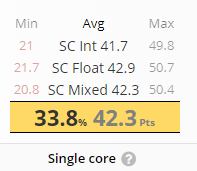 Min Avg Max
21 SC Int 41.7 49.8
21.7 SC Float 42.9 50.7
20.8 SC Mixed 42.3 50.4
33.8% 42.3 Pts
Single core ?